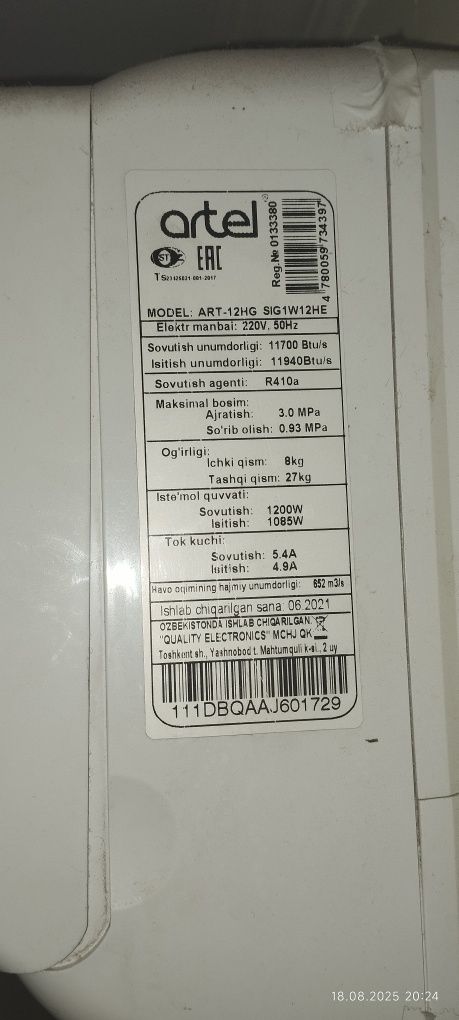 artel
Reg.№ 0133380
4 780059 734397
EAC
MODEL: ART-12HG SIG1W12HE
Elektr manbai: 220V, 50Hz
Sovutish unumdorligi: 11700 Btu/s
Isitish unumdorligi: 11940Btu/s
Sovutish agenti: R410a
Maksimal bosim:
Ajratish: 3.0 MPa
So'rib olish: 0.93 MPa
Og'irligi:
Ichki qism: 8kg
Tashqi qism: 27kg
Iste'mol quvvati:
Sovutish: 1200W
Isitish: 1085W
Tok kuchi:
Sovutish: 5.4A
Isitish: 4.9A
Havo oqimining hajmiy unumdorligi: 652 m3/s
Ishlab chiqarilgan sana: 06.2021
O'ZBEKISTONDA ISHLAB CHIQARILGAN.
"QUALITY ELECTRONICS" MCHJ QK
Toshkent sh., Yashnobod t. Mahtumquli k-si., 2 uy
111DBQAAJ601729
18.08.2025 20:24